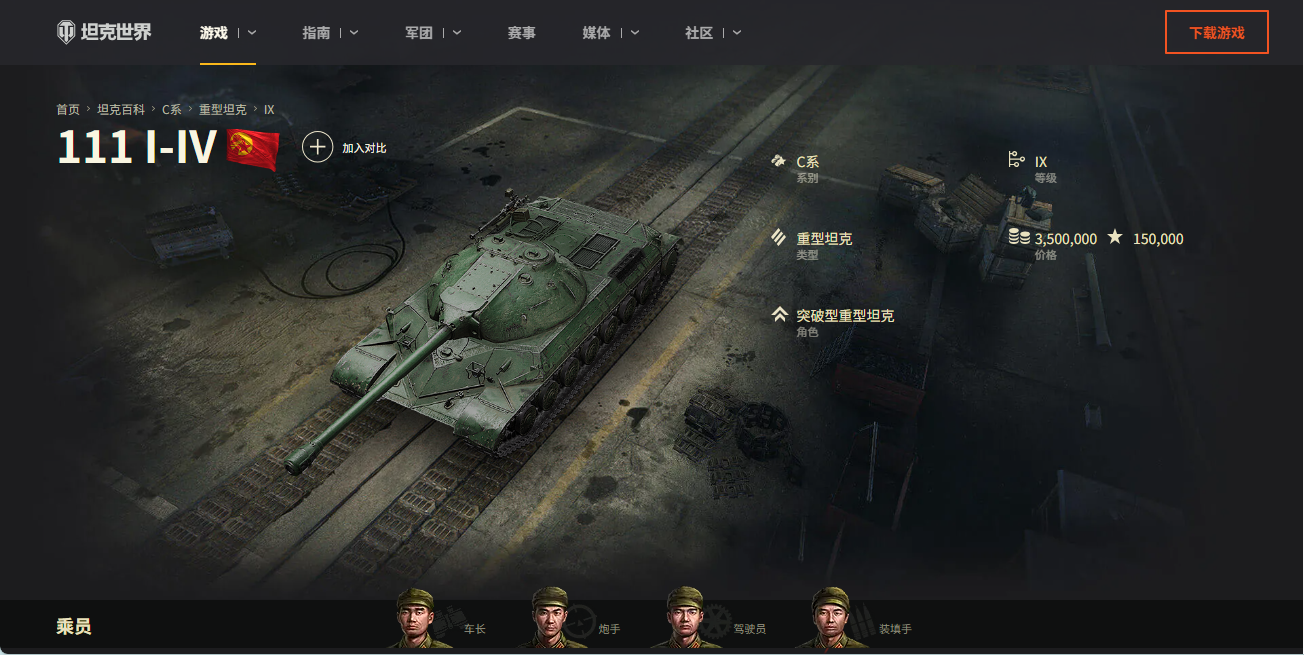 坦克世界 游戏 指南 军团 赛事 媒体 社区 下载游戏
首页 › 坦克百科 › C系 › 重型坦克 › IX
111 I-IV 加入对比
C系 IX
系别 等级
重型坦克 3,500,000 150,000
类型 价格
突破型重型坦克
角色
乘员 车长 炮手 驾驶员 装填手